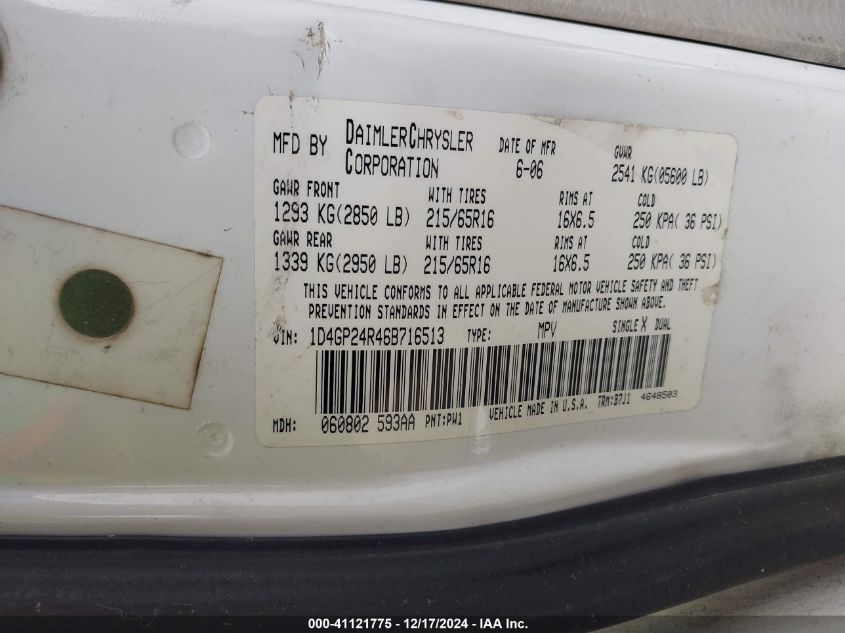 MFD BY DAIMLERCHRYSLER CORPORATION DATE OF MFR 6-06 GVWR 2541 KG(05600 LB)
GAWR FRONT WITH TIRES RIMS AT COLD
1293 KG(2850 LB) 215/65R16 16X6.5 250 KPA( 36 PSI)
GAWR REAR WITH TIRES RIMS AT COLD
1339 KG(2950 LB) 215/65R16 16X6.5 250 KPA( 36 PSI)
THIS VEHICLE CONFORMS TO ALL APPLICABLE FEDERAL MOTOR VEHICLE SAFETY AND THEFT
PREVENTION STANDARDS IN EFFECT ON THE DATE OF MANUFACTURE SHOWN ABOVE.
VIN: 1D4GP24R46B716513 TYPE: MPV SINGLE X DUAL
MDH: 060802 593AA PNT:PW1 VEHICLE MADE IN U.S.A. TRM:B7J1 4648503
000-41121775 / 12/17/2024 - IAA Inc.